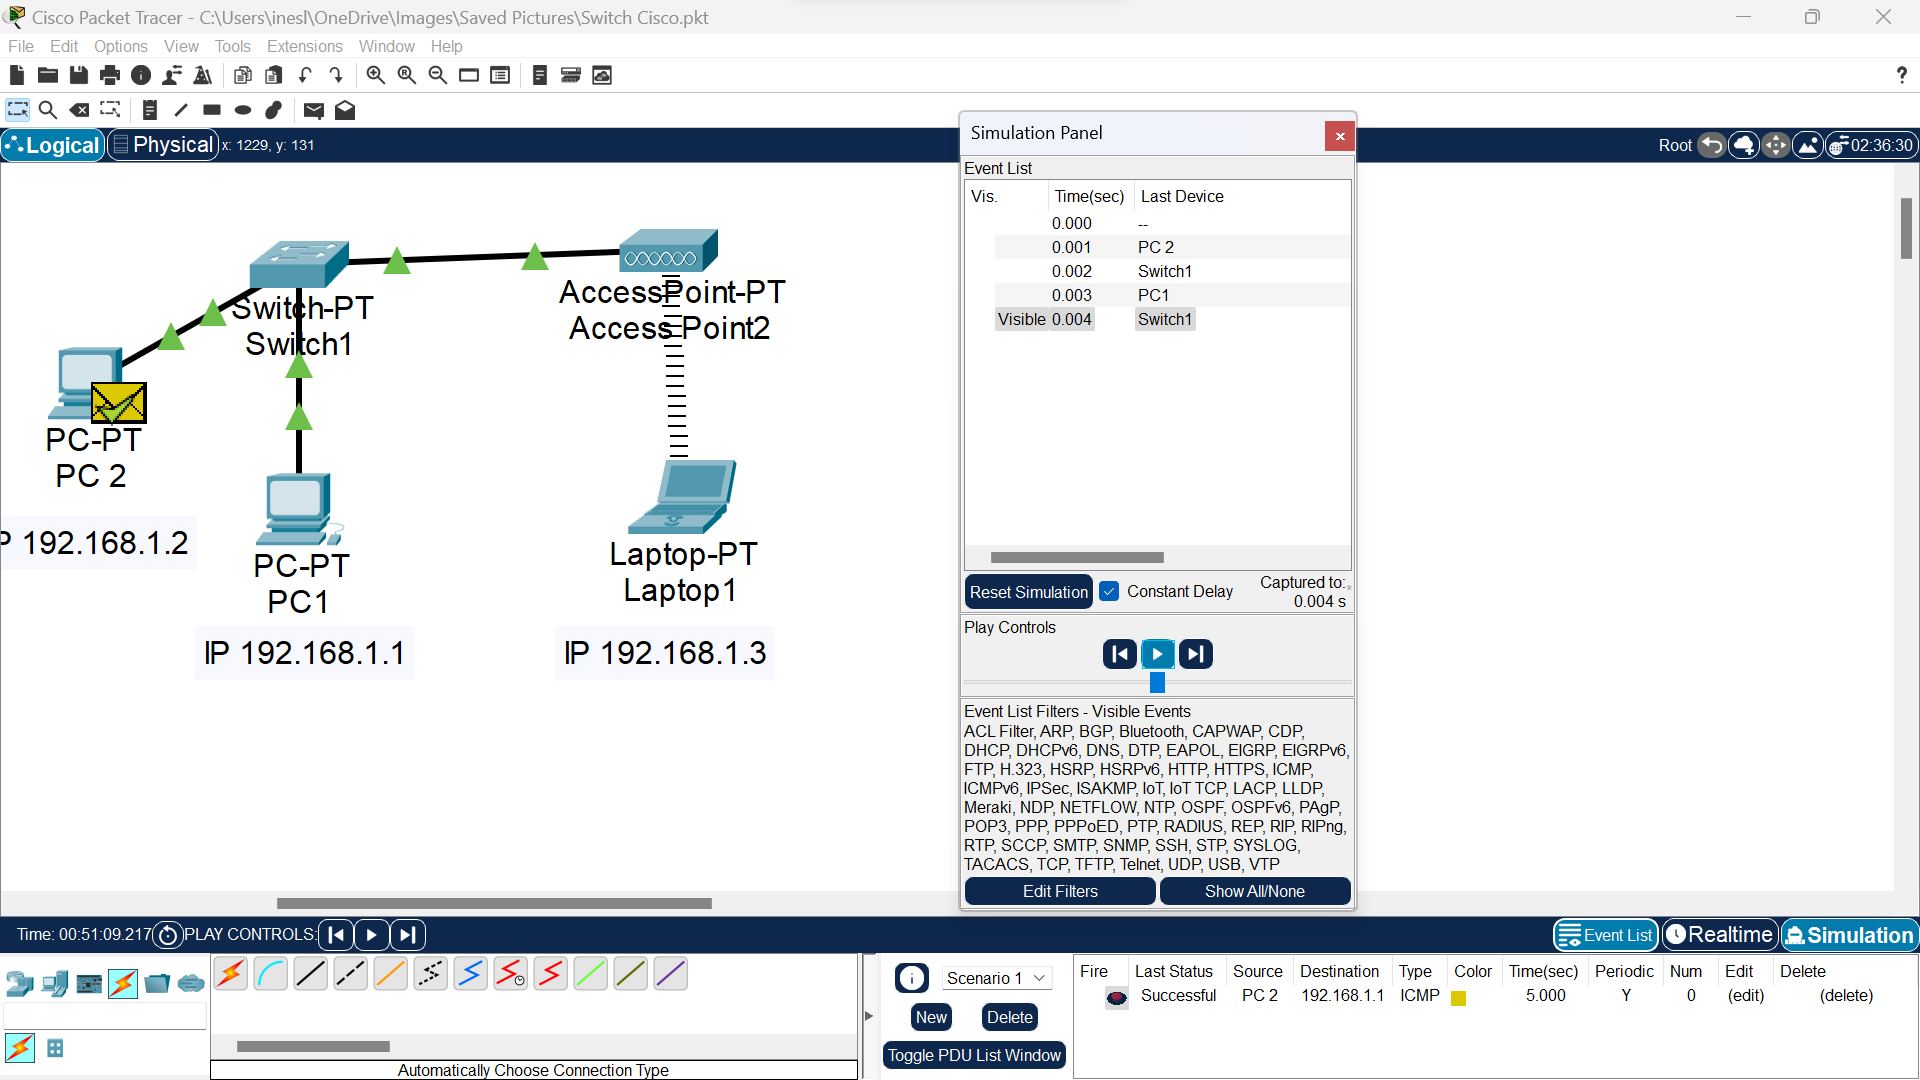 Cisco Packet Tracer - C:\Users\inesl\OneDrive\Images\Saved Pictures\Switch Cisco.pkt
File Edit Options View Tools Extensions Window Help
?
Logical Physical x: 1229, y: 131
Root 02:36:30
Switch-PT
Switch1
AccessPoint-PT
Access Point2
PC-PT
PC 2
P 192.168.1.2
PC-PT
PC1
IP 192.168.1.1
Laptop-PT
Laptop1
IP 192.168.1.3
Simulation Panel
x
Event List
Vis. Time(sec) Last Device
0.000 --
0.001 PC 2
0.002 Switch1
0.003 PC1
Visible 0.004 Switch1
Reset Simulation Constant Delay Captured to:*
0.004 s
Play Controls
Event List Filters - Visible Events
ACL Filter, ARP, BGP, Bluetooth, CAPWAP, CDP,
DHCP, DHCPv6, DNS, DTP, EAPOL, EIGRP, EIGRPv6,
FTP, H.323, HSRP, HSRPv6, HTTP, HTTPS, ICMP,
ICMPv6, IPSec, ISAKMP, IoT, IoT TCP, LACP, LLDP,
Meraki, NDP, NETFLOW, NTP, OSPF, OSPFv6, PAgP,
POP3, PPP, PPPoED, PTP, RADIUS, REP, RIP, RIPng,
RTP, SCCP, SMTP, SNMP, SSH, STP, SYSLOG,
TACACS, TCP, TFTP, Telnet, UDP, USB, VTP
Edit Filters Show All/None
Time: 00:51:09.217 PLAY CONTROLS:
Event List Realtime Simulation
Automatically Choose Connection Type
Scenario 1
New Delete
Toggle PDU List Window
Fire Last Status Source Destination Type Color Time(sec) Periodic Num Edit Delete
Successful PC 2 192.168.1.1 ICMP 5.000 Y 0 (edit) (delete)